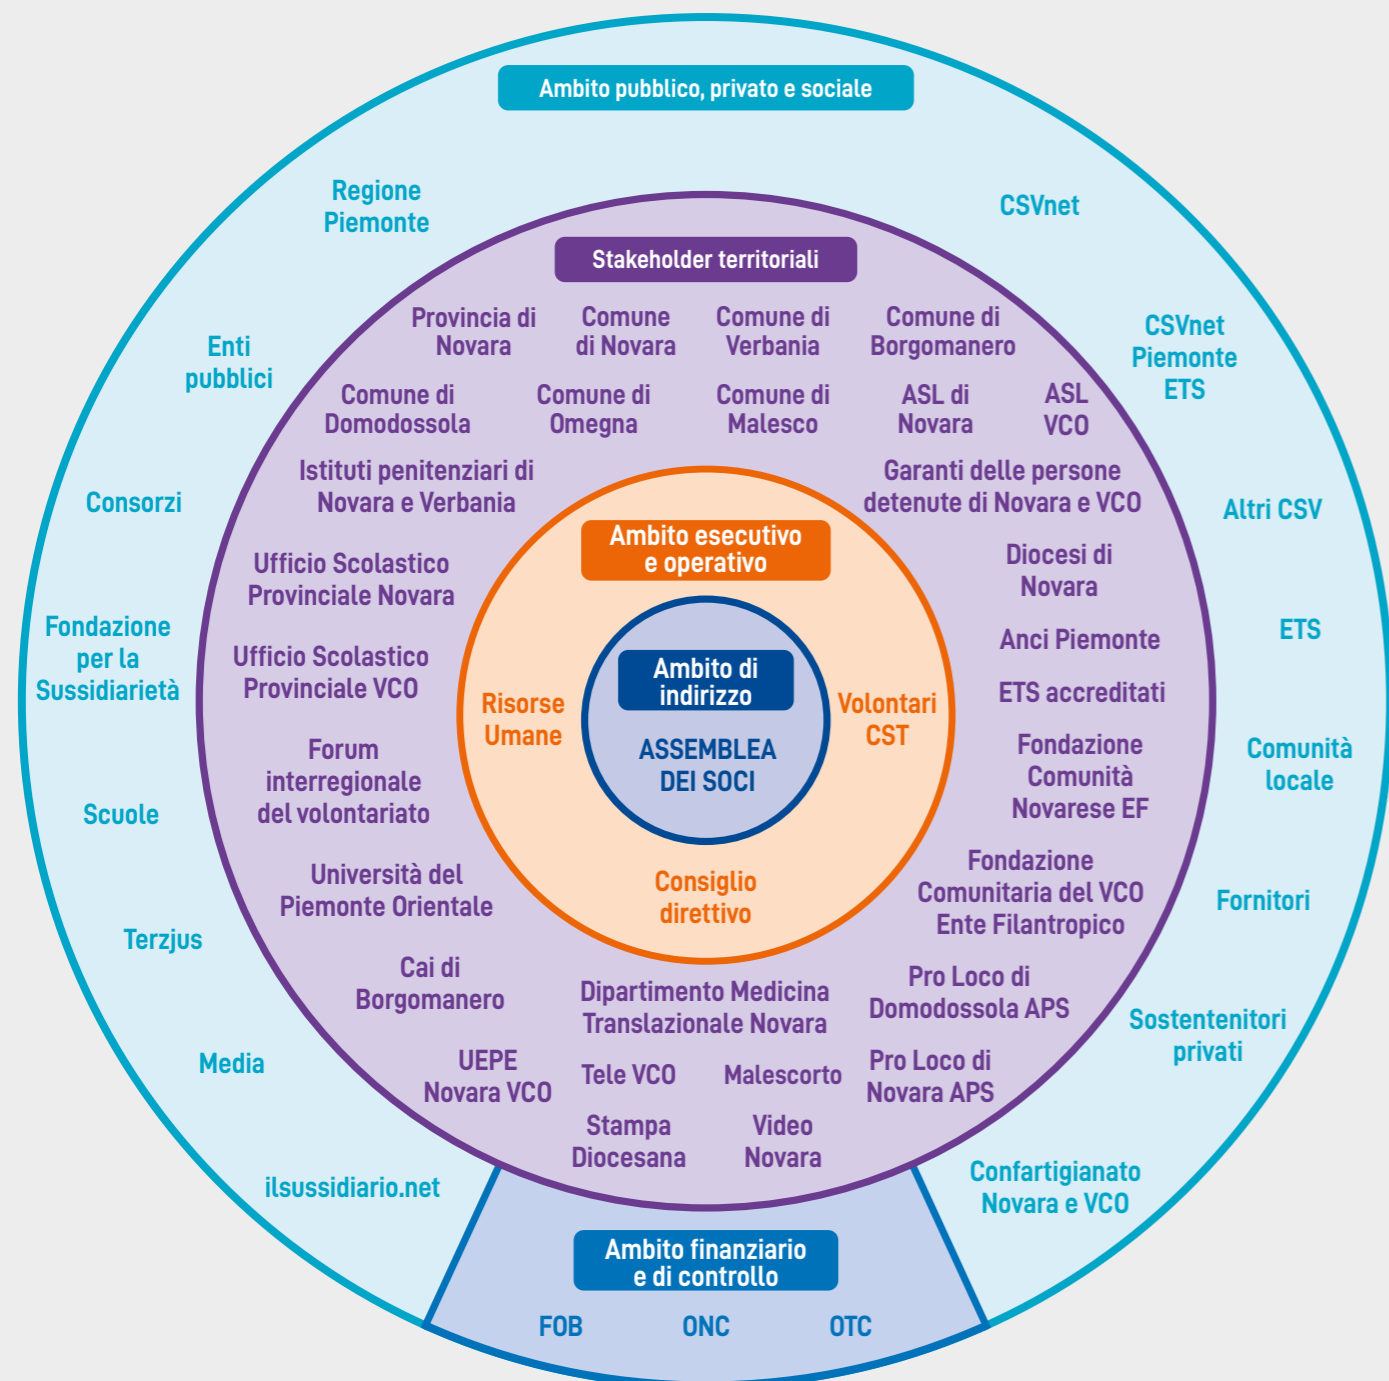 Ambito pubblico, privato e sociale
Regione
Piemonte
CSVnet
Enti
pubblici
CSVnet
Piemonte
ETS
Consorzi
Altri CSV
Fondazione
per la
Sussidiarietà
ETS
Scuole
Comunità
locale
Terzjus
Fornitori
Media
Sostentenitori
privati
ilsussidiario.net
Confartigianato
Novara e VCO
Stakeholder territoriali
Provincia di
Novara
Comune
di Novara
Comune di
Verbania
Comune di
Borgomanero
Comune di
Domodossola
Comune di
Omegna
Comune di
Malesco
ASL di
Novara
ASL
VCO
Istituti penitenziari di
Novara e Verbania
Garanti delle persone
detenute di Novara e VCO
Ufficio Scolastico
Provinciale Novara
Diocesi di
Novara
Anci Piemonte
Ufficio Scolastico
Provinciale VCO
ETS accreditati
Forum
interregionale
del volontariato
Fondazione
Comunità
Novarese EF
Università del
Piemonte Orientale
Fondazione
Comunitaria del VCO
Ente Filantropico
Cai di
Borgomanero
Dipartimento Medicina
Translazionale Novara
Pro Loco di
Domodossola APS
UEPE
Novara VCO
Tele VCO
Malescorto
Pro Loco di
Novara APS
Stampa
Diocesana
Video
Novara
Ambito esecutivo
e operativo
Risorse
Umane
Volontari
CST
Consiglio
direttivo
Ambito di
indirizzo
ASSEMBLEA
DEI SOCI
Ambito finanziario
e di controllo
FOB
ONC
OTC